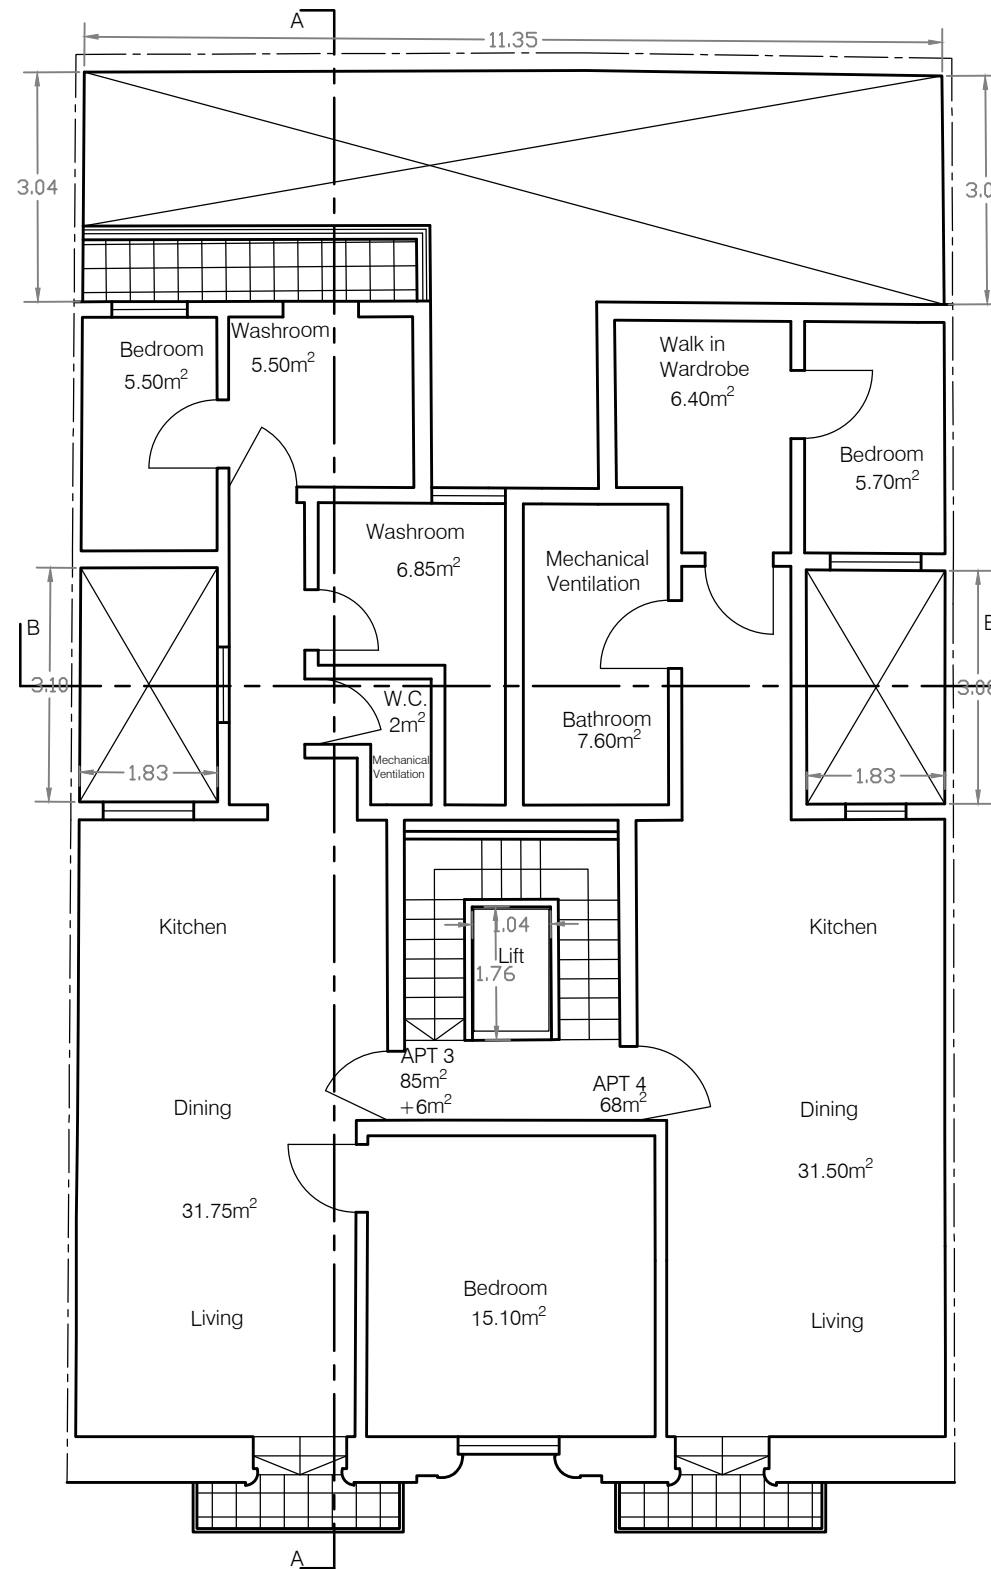 A
11.35
3.04
3.0
Bedroom
5.50m²
Washroom
5.50m²
Walk in
Wardrobe
6.40m²
Bedroom
5.70m²
Washroom
6.85m²
Mechanical
Ventilation
B
3.10
W.C.
2m²
Mechanical
Ventilation
Bathroom
7.60m²
1.83
1.83
Kitchen
1.04
Lift
1.76
Kitchen
APT 3
85m²
+6m²
APT 4
68m²
Dining
Dining
31.75m²
31.50m²
Bedroom
15.10m²
Living
Living
A